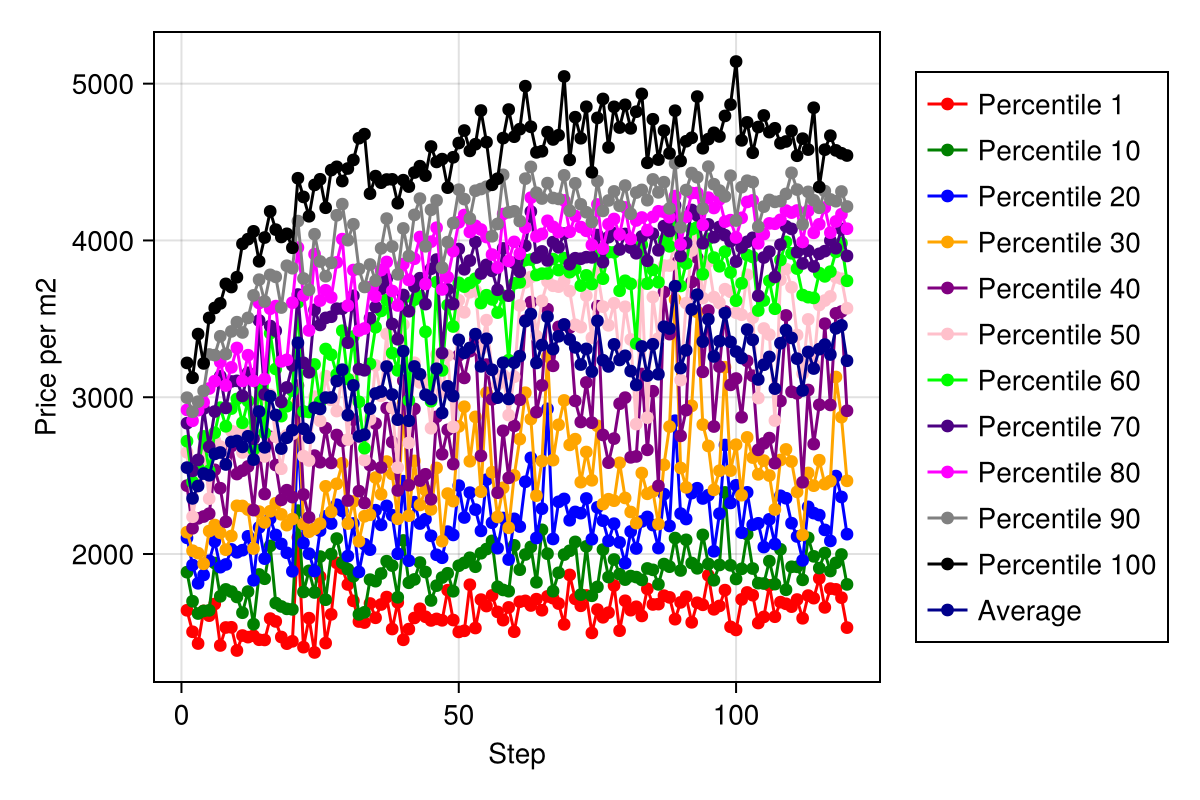 5000
4000
3000
2000
Price per m2
0
50
100
Step
Percentile 1
Percentile 10
Percentile 20
Percentile 30
Percentile 40
Percentile 50
Percentile 60
Percentile 70
Percentile 80
Percentile 90
Percentile 100
Average